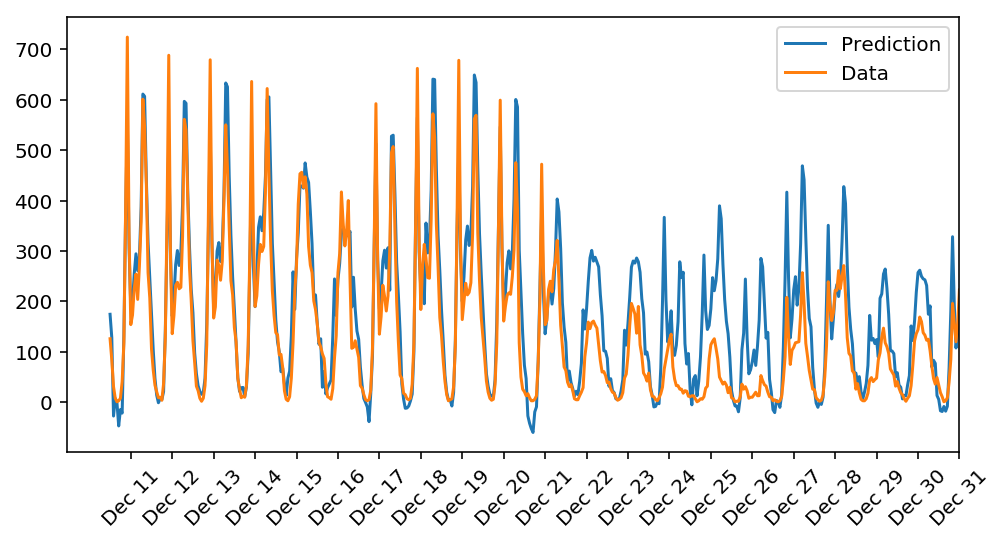 Prediction
Data
700
600
500
400
300
200
100
0
Dec 11
Dec 12
Dec 13
Dec 14
Dec 15
Dec 16
Dec 17
Dec 18
Dec 19
Dec 20
Dec 21
Dec 22
Dec 23
Dec 24
Dec 25
Dec 26
Dec 27
Dec 28
Dec 29
Dec 30
Dec 31